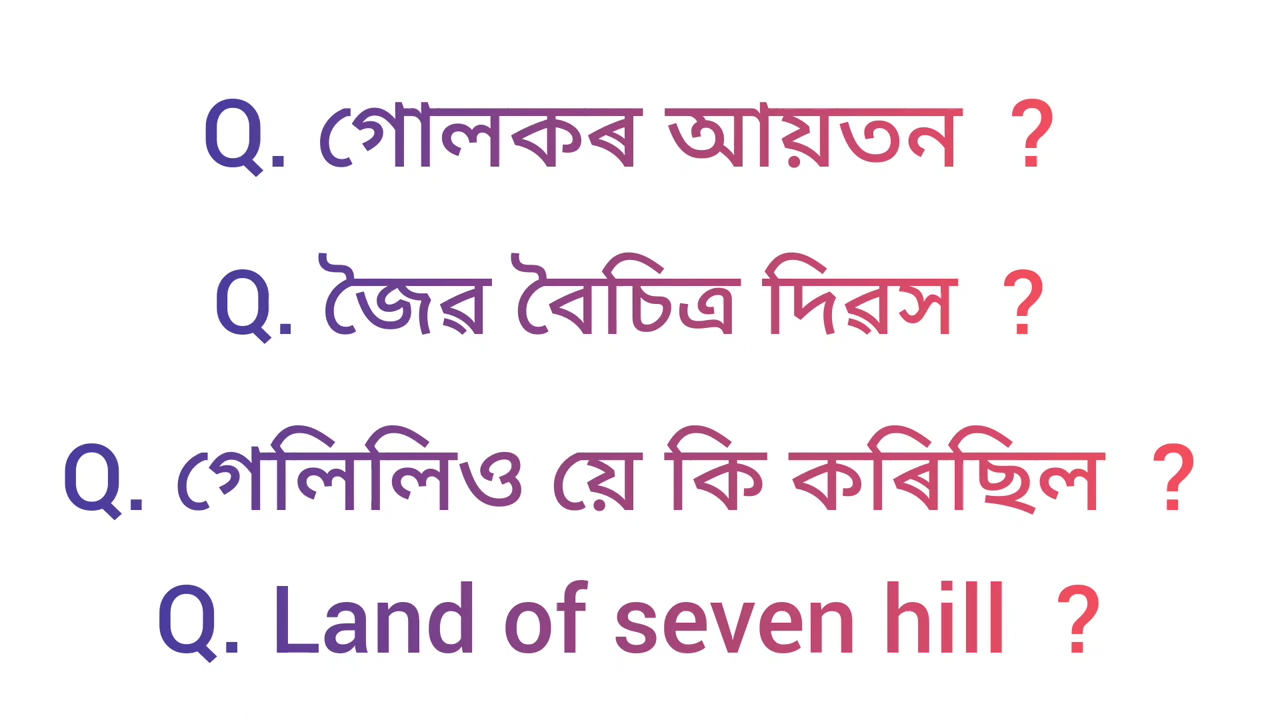 Q. গোলকৰ আয়তন ?
Q. জৈৱ বৈচিত্ৰ দিৱস ?
Q. গেলিলিও য়ে কি কৰিছিল ?
Q. Land of seven hill ?